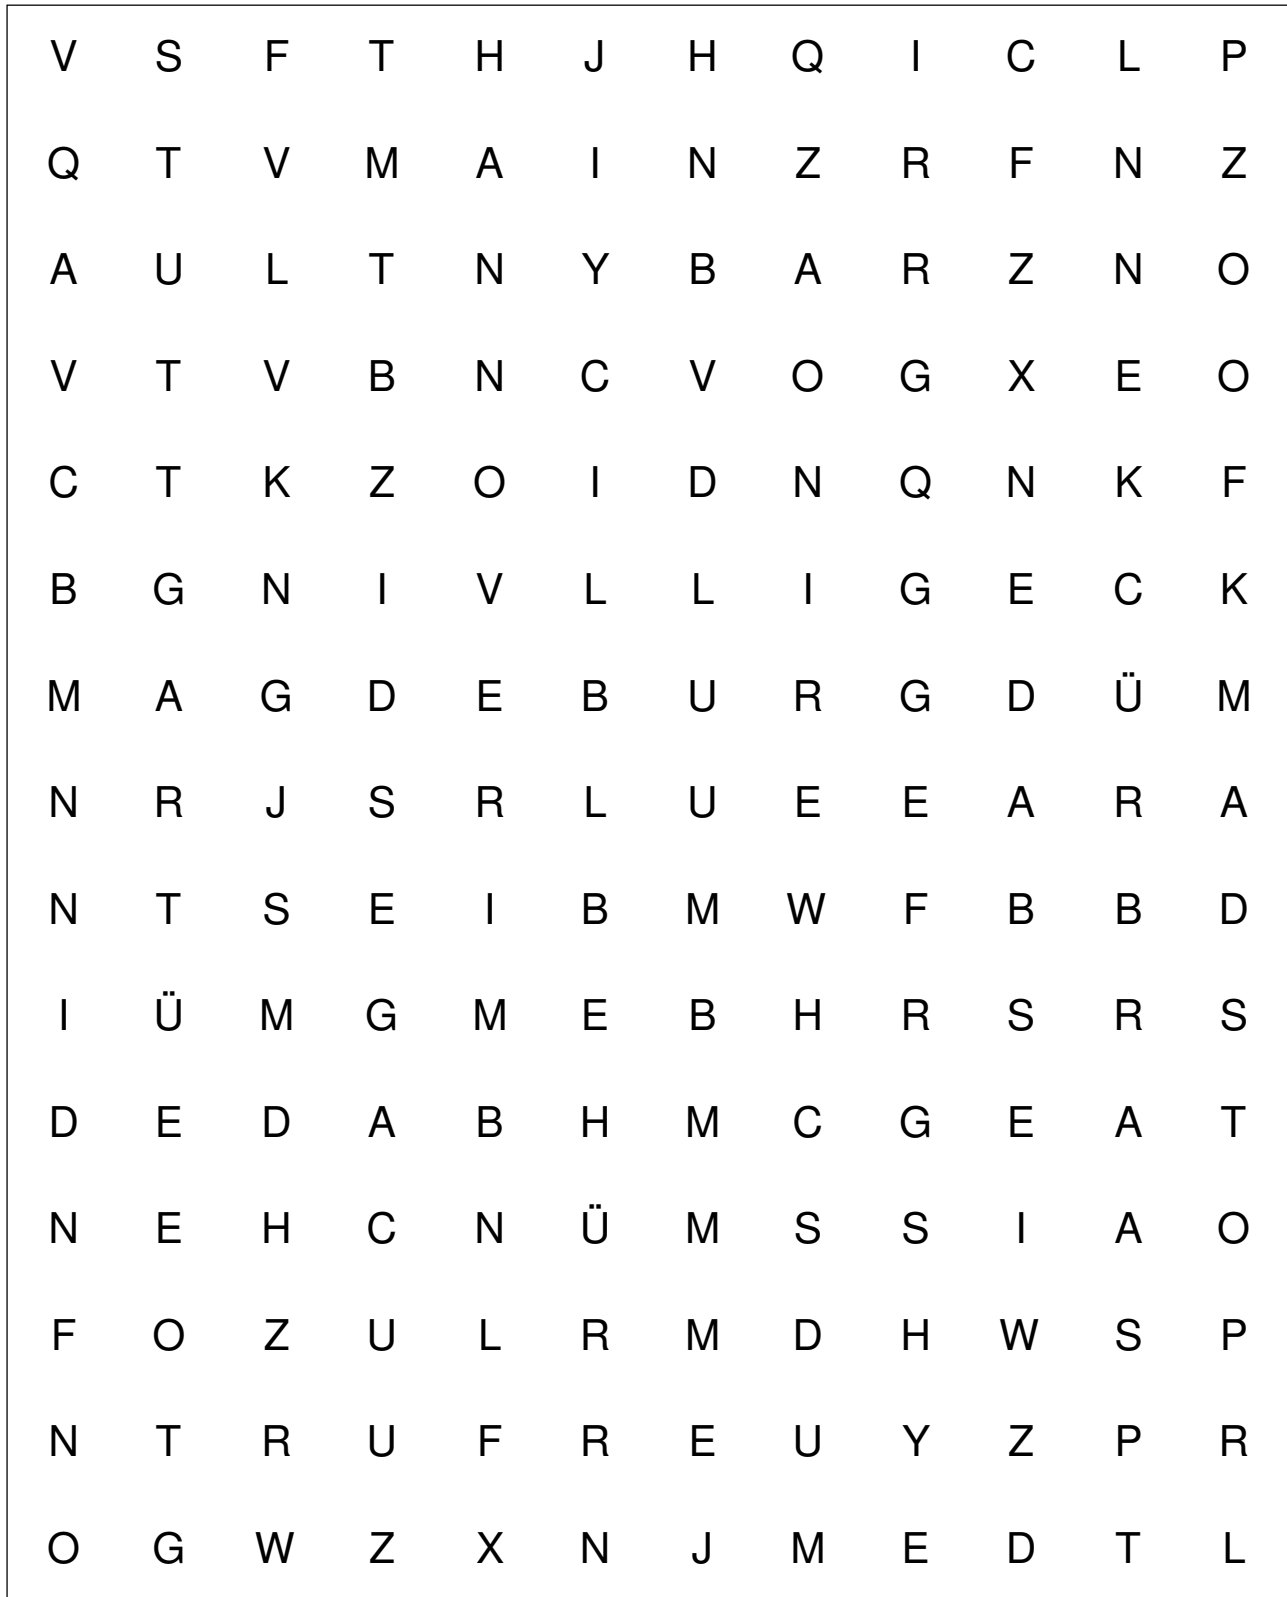 V S F T H J H Q I C L P
Q T V M A I N Z R F N Z
A U L T N Y B A R Z N O
V T V B N C V O G X E O
C T K Z O I D N Q N K F
B G N I V L L I G E C K
M A G D E B U R G D Ü M
N R J S R L U E E A R A
N T S E I B M W F B B D
I Ü M G M E B H R S R S
D E D A B H M C G E A T
N E H C N Ü M S S I A O
F O Z U L R M D H W S P
N T R U F R E U Y Z P R
O G W Z X N J M E D T L